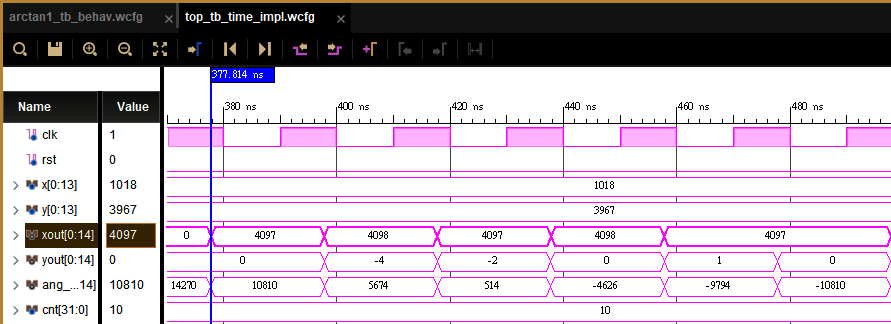 arctan1_tb_behav.wcfg × top_tb_time_impl.wcfg ×
377.814 ns
Name Value 380 ns 400 ns 420 ns 440 ns 460 ns 480 ns
clk 1
rst 0
x[0:13] 1018 1018
y[0:13] 3967 3967
xout[0:14] 4097 0 4097 4098 4097 4098 4097
yout[0:14] 0 0 -4 -2 0 1 0
ang_...14] 10810 14270 10810 5674 514 -4626 -9794 -10810
cnt[31:0] 10 10